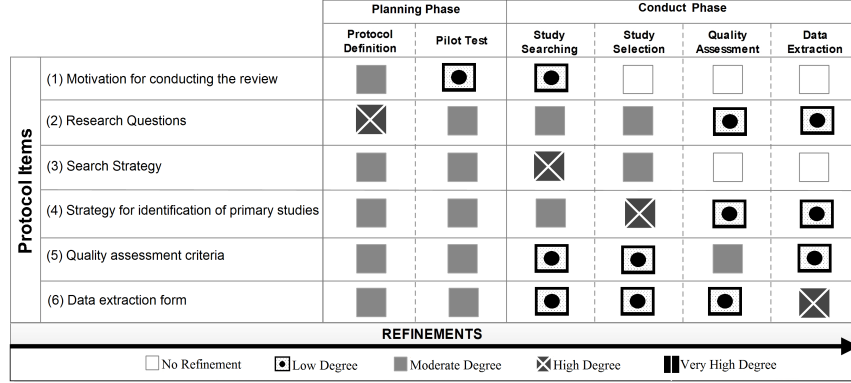 Planning Phase
Conduct Phase
Protocol Definition
Pilot Test
Study Searching
Study Selection
Quality Assessment
Data Extraction
Protocol Items
(1) Motivation for conducting the review
(2) Research Questions
(3) Search Strategy
(4) Strategy for identification of primary studies
(5) Quality assessment criteria
(6) Data extraction form
REFINEMENTS
No Refinement
Low Degree
Moderate Degree
High Degree
Very High Degree